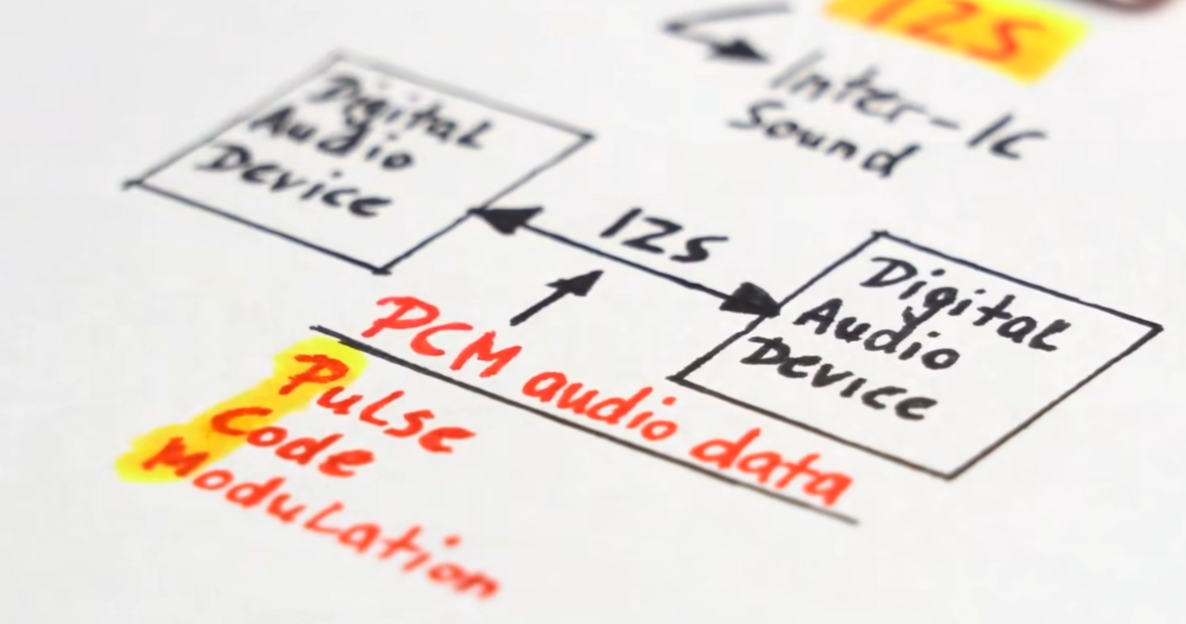 I2S
Inter-IC
Sound
Digital
Audio
Device
I2S
Digital
Audio
Device
PCM audio data
Pulse
Code
Modulation